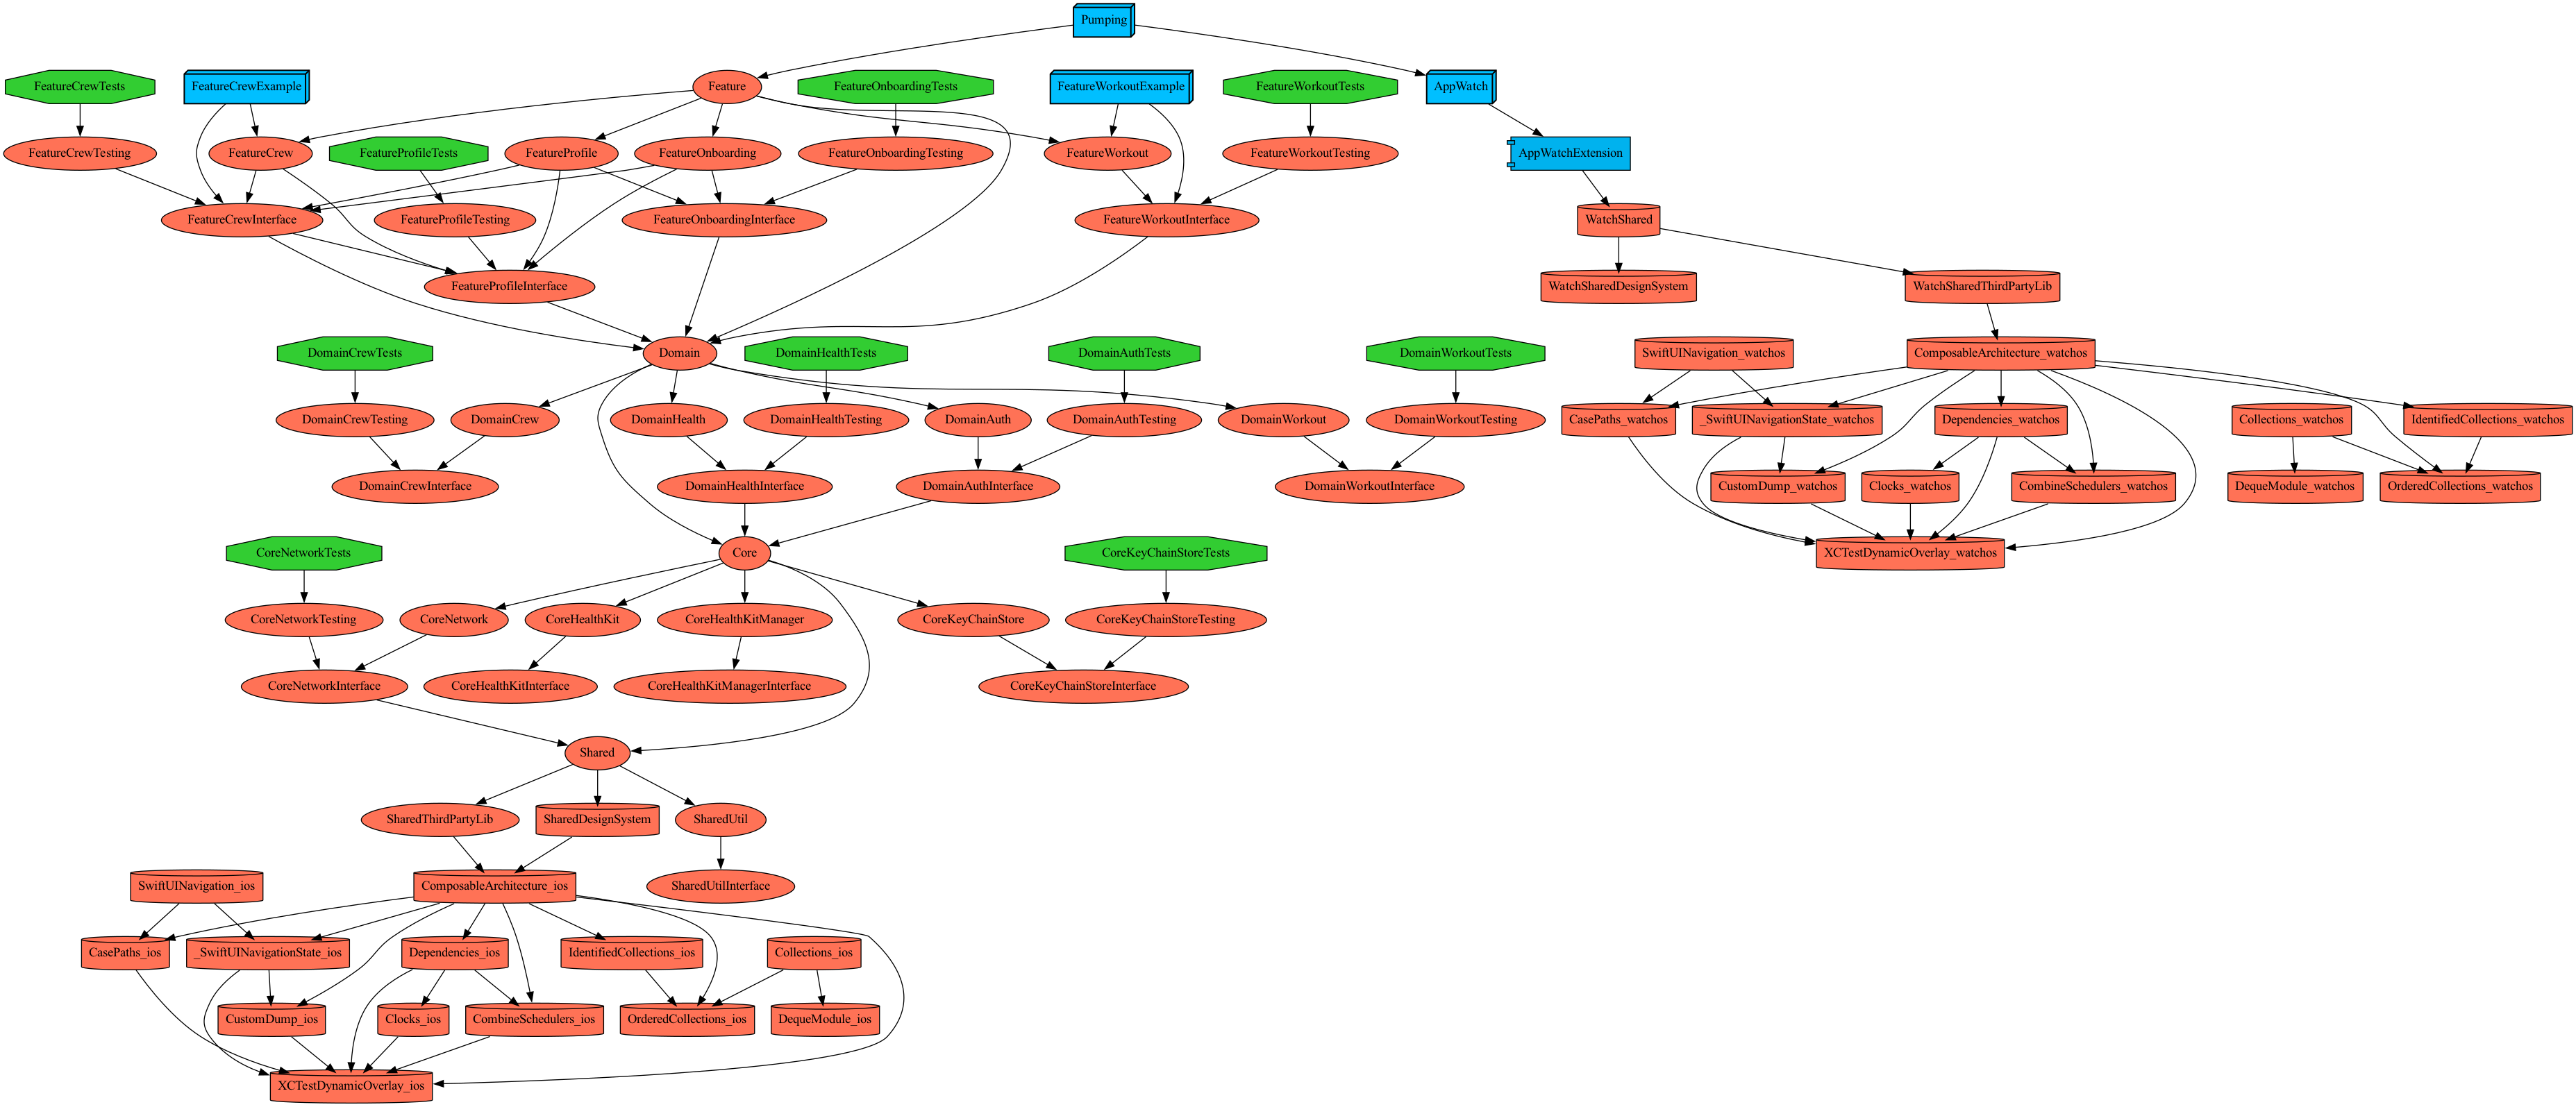 Pumping
FeatureCrewTests
FeatureCrewExample
Feature
FeatureOnboardingTests
FeatureWorkoutExample
FeatureWorkoutTests
AppWatch
FeatureCrewTesting
FeatureCrew
FeatureProfileTests
FeatureProfile
FeatureOnboarding
FeatureOnboardingTesting
FeatureWorkout
FeatureWorkoutTesting
AppWatchExtension
FeatureCrewInterface
FeatureProfileTesting
FeatureOnboardingInterface
FeatureWorkoutInterface
WatchShared
FeatureProfileInterface
WatchSharedDesignSystem
WatchSharedThirdPartyLib
DomainCrewTests
Domain
DomainHealthTests
DomainAuthTests
DomainWorkoutTests
SwiftUINavigation_watchos
ComposableArchitecture_watchos
DomainCrewTesting
DomainCrew
DomainHealth
DomainHealthTesting
DomainAuth
DomainAuthTesting
DomainWorkout
DomainWorkoutTesting
CasePaths_watchos
_SwiftUINavigationState_watchos
Dependencies_watchos
Collections_watchos
IdentifiedCollections_watchos
DomainCrewInterface
DomainHealthInterface
DomainAuthInterface
DomainWorkoutInterface
CustomDump_watchos
Clocks_watchos
CombineSchedulers_watchos
DequeModule_watchos
OrderedCollections_watchos
CoreNetworkTests
Core
CoreKeyChainStoreTests
XCTestDynamicOverlay_watchos
CoreNetworkTesting
CoreNetwork
CoreHealthKit
CoreHealthKitManager
CoreKeyChainStore
CoreKeyChainStoreTesting
CoreNetworkInterface
CoreHealthKitInterface
CoreHealthKitManagerInterface
CoreKeyChainStoreInterface
Shared
SharedThirdPartyLib
SharedDesignSystem
SharedUtil
SwiftUINavigation_ios
ComposableArchitecture_ios
SharedUtilInterface
CasePaths_ios
_SwiftUINavigationState_ios
Dependencies_ios
IdentifiedCollections_ios
Collections_ios
CustomDump_ios
Clocks_ios
CombineSchedulers_ios
OrderedCollections_ios
DequeModule_ios
XCTestDynamicOverlay_ios